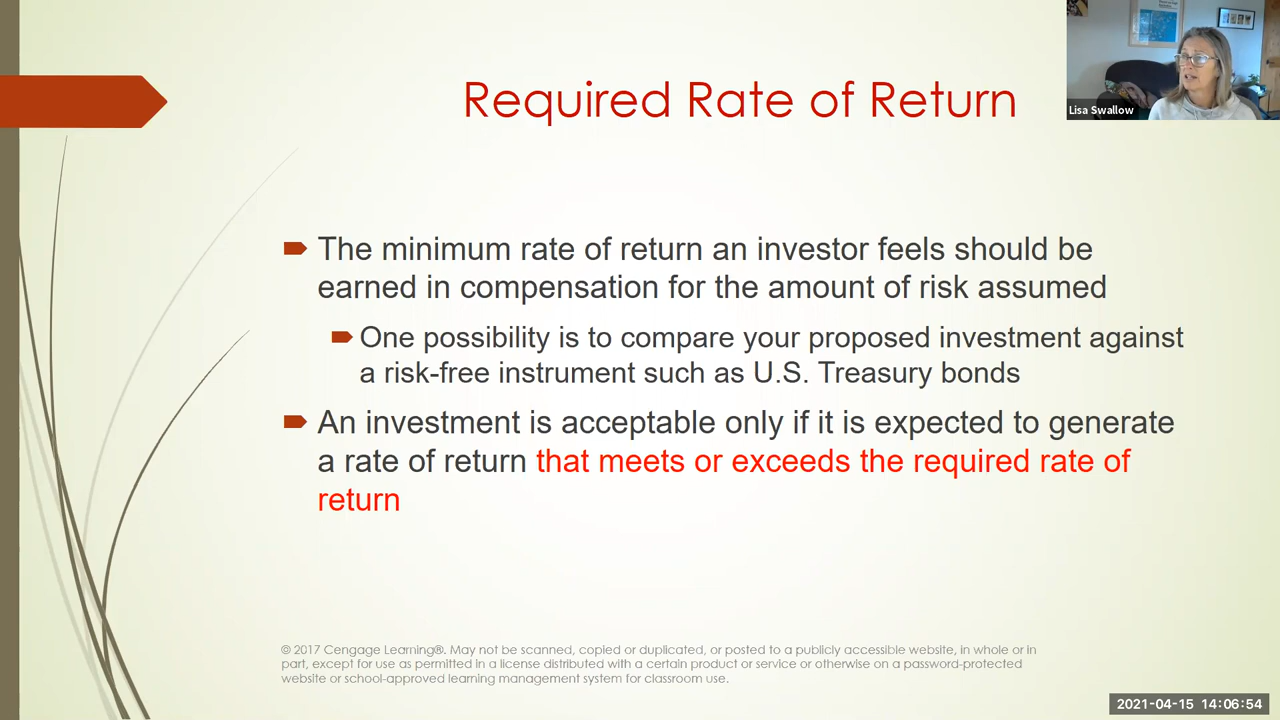 Required Rate of Return
Lisa Swallow
The minimum rate of return an investor feels should be
earned in compensation for the amount of risk assumed
One possibility is to compare your proposed investment against
a risk-free instrument such as U.S. Treasury bonds
An investment is acceptable only if it is expected to generate
a rate of return that meets or exceeds the required rate of
return
© 2017 Cengage Learning®. May not be scanned, copied or duplicated, or posted to a publicly accessible website, in whole or in
part, except for use as permitted in a license distributed with a certain product or service or otherwise on a password-protected
website or school-approved learning management system for classroom use.
2021-04-15 14:06:54